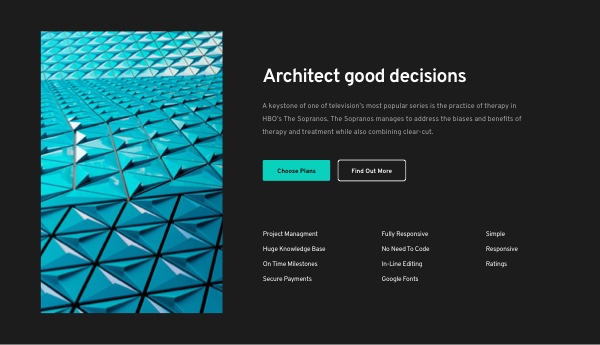 Architect good decisions
A keystone of one of television's most popular series is the practice of therapy in
HBO's The Sopranos. The Sopranos manages to address the biases and benefits of
therapy and treatment while also combining clear-cut.
Choose Plans
Find Out More
Project Managment
Huge Knowledge Base
On Time Milestones
Secure Payments
Fully Responsive
No Need To Code
In-Line Editing
Google Fonts
Simple
Responsive
Ratings